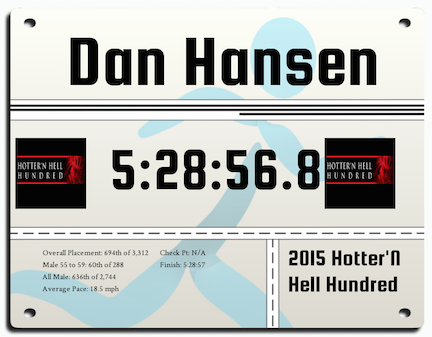 Dan Hansen
HOTTER'N HELL
HUNDRED
5:28:56.8
HOTTER'N HELL
HUNDRED
Overall Placement: 694th of 3,312
Male 55 to 59: 60th of 288
All Male: 636th of 2,744
Average Pace: 18.5 mph
Check Pt: N/A
Finish: 5:28:57
2015 Hotter'N
Hell Hundred